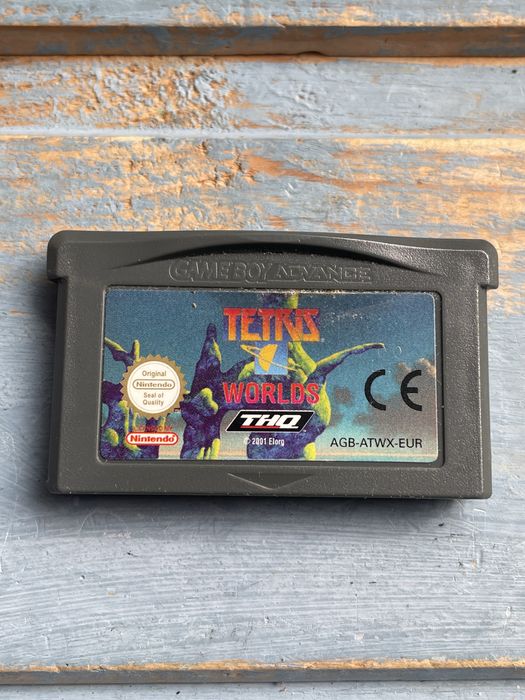 GAME BOY ADVANCE
TETRIS
WORLDS
THQ
© 2001 Elorg
Original
Nintendo
Seal of
Quality
Nintendo
CE
AGB-ATWX-EUR